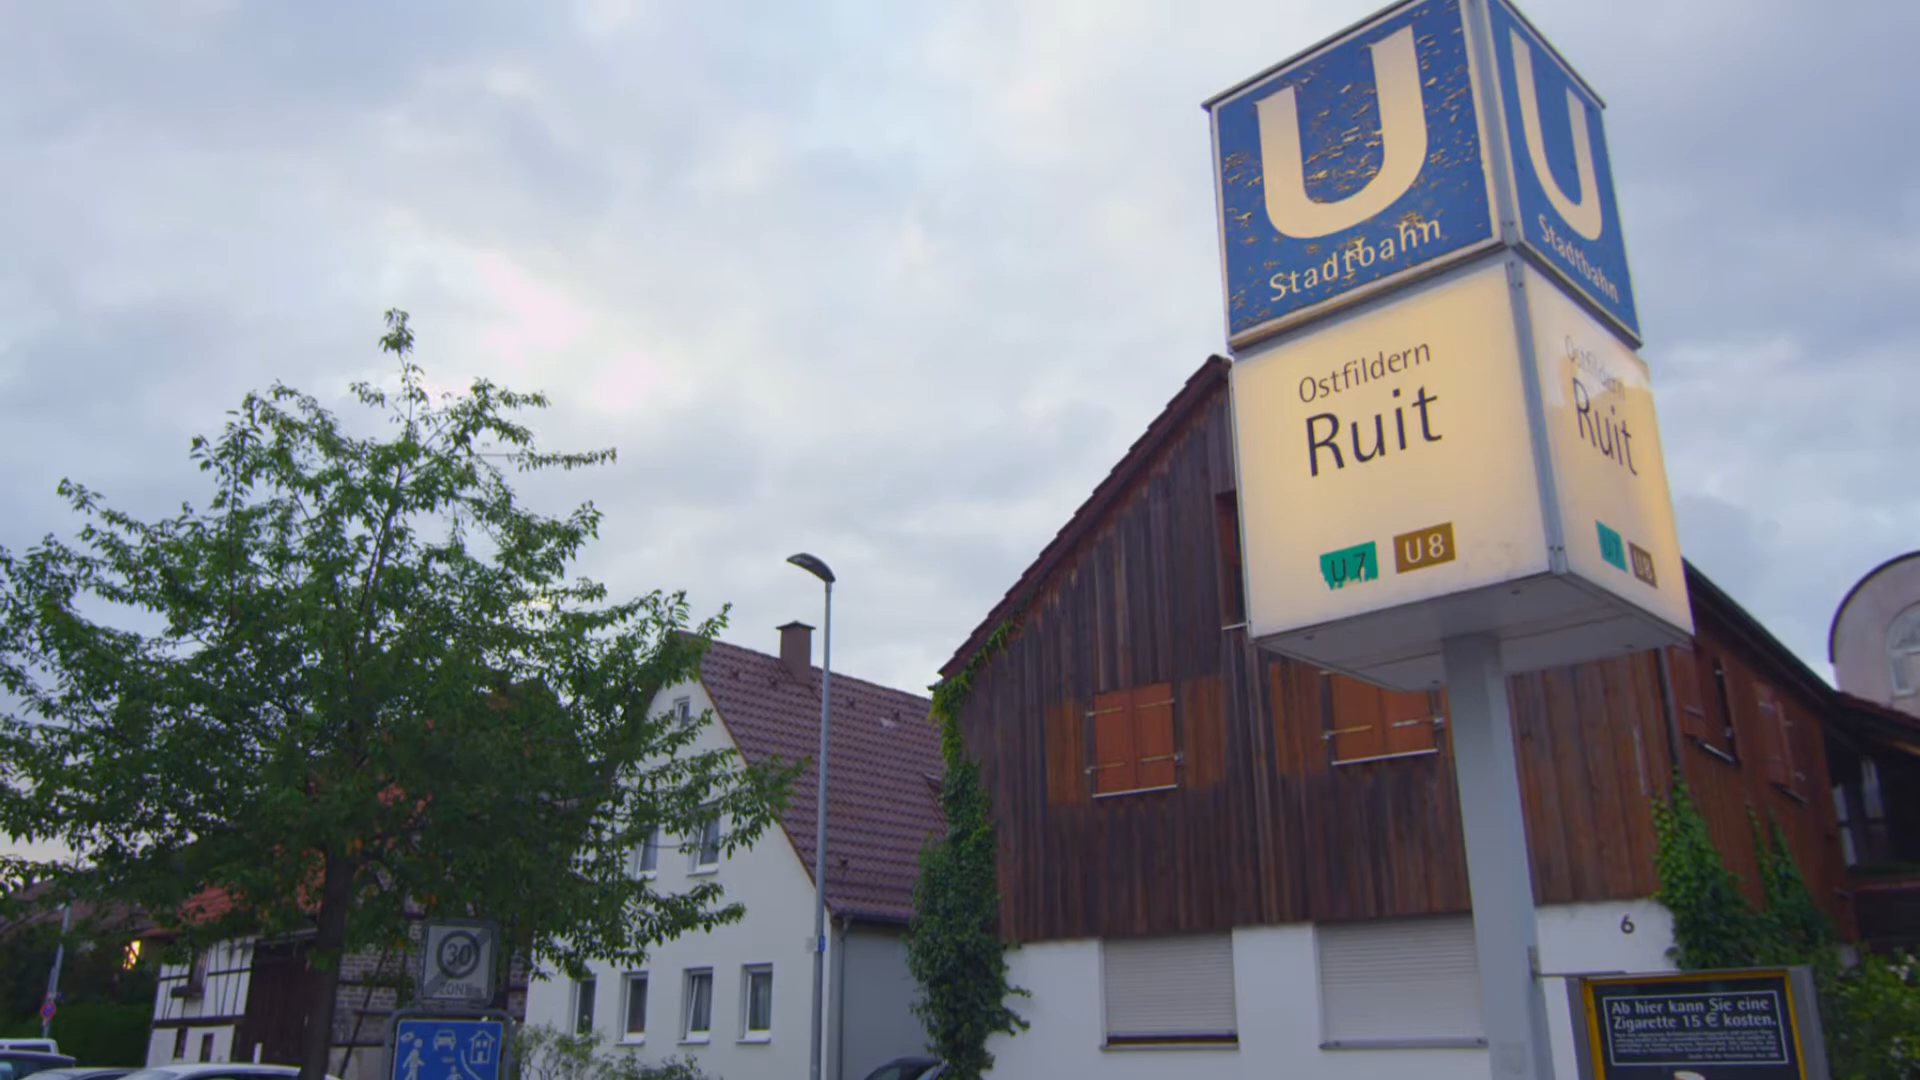 U
Stadtbahn
Ostfildern
Ruit
U7
U8
U
Stadtbahn
Ostfildern
Ruit
U7
U8
30
ZONE
6
Ab hier kann Sie eine
Zigarette 15 € kosten.